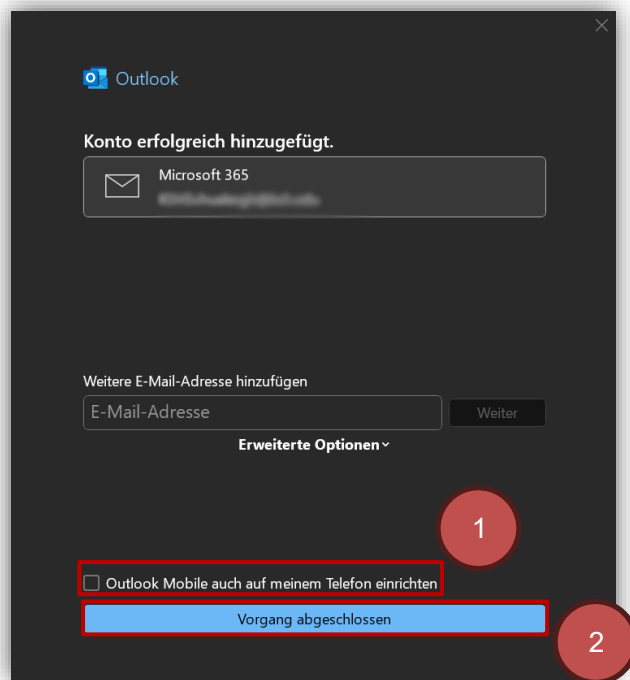 Outlook
Konto erfolgreich hinzugefügt.
Microsoft 365
Weitere E-Mail-Adresse hinzufügen
E-Mail-Adresse
Weiter
Erweiterte Optionen
1
Outlook Mobile auch auf meinem Telefon einrichten
Vorgang abgeschlossen
2